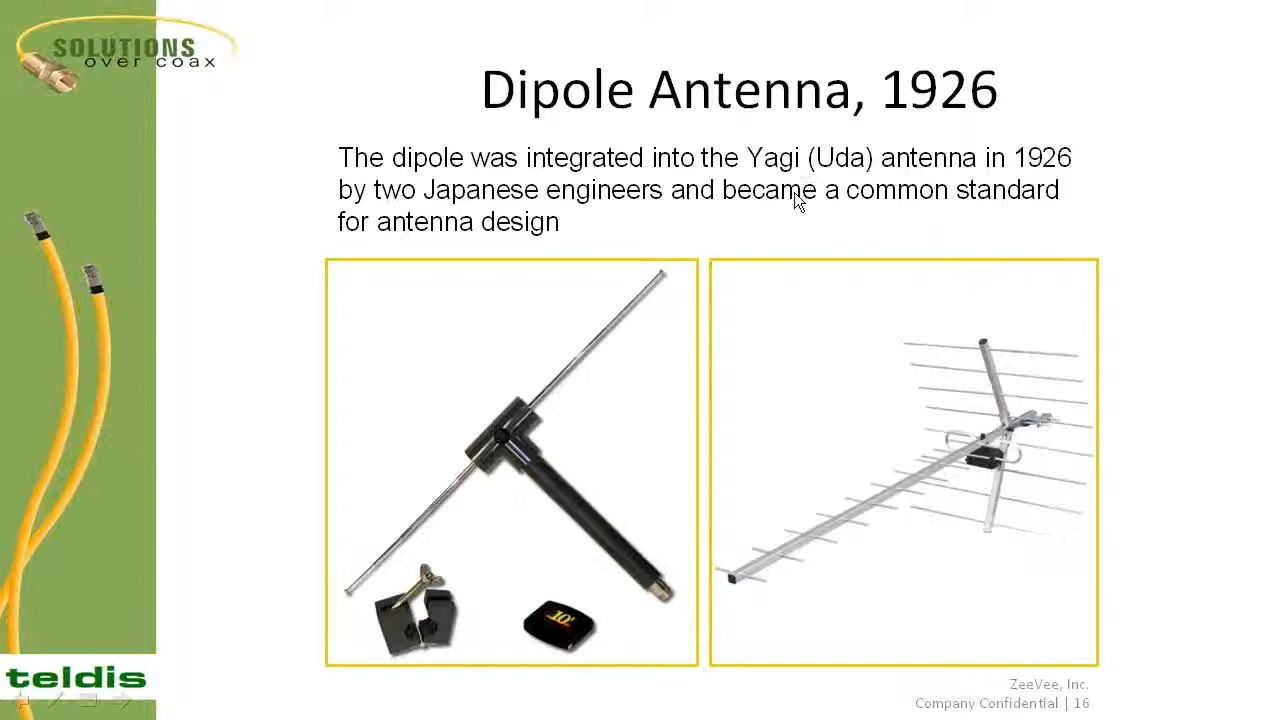 SOLUTIONS
over coax
Dipole Antenna, 1926
The dipole was integrated into the Yagi (Uda) antenna in 1926
by two Japanese engineers and became a common standard
for antenna design
10'
teldis
ZeeVee, Inc.
Company Confidential | 16